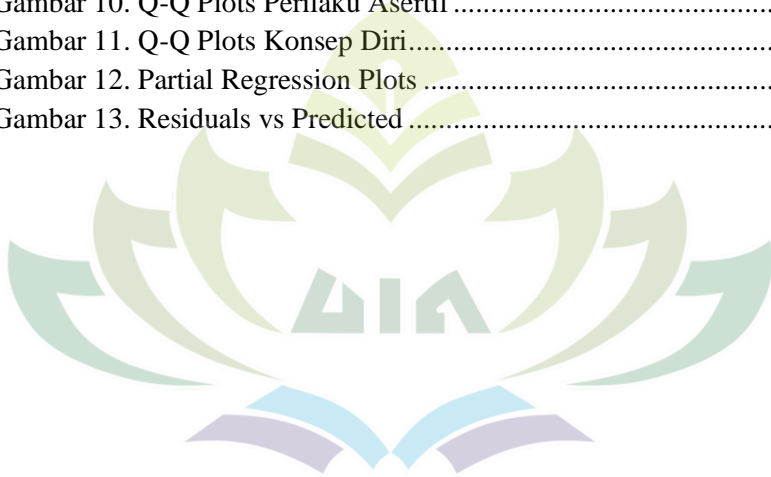 Gambar 10. Q-Q Plots Perilaku Asertif ..........................................
Gambar 11. Q-Q Plots Konsep Diri................................................
Gambar 12. Partial Regression Plots ..............................................
Gambar 13. Residuals vs Predicted ................................................
UIN